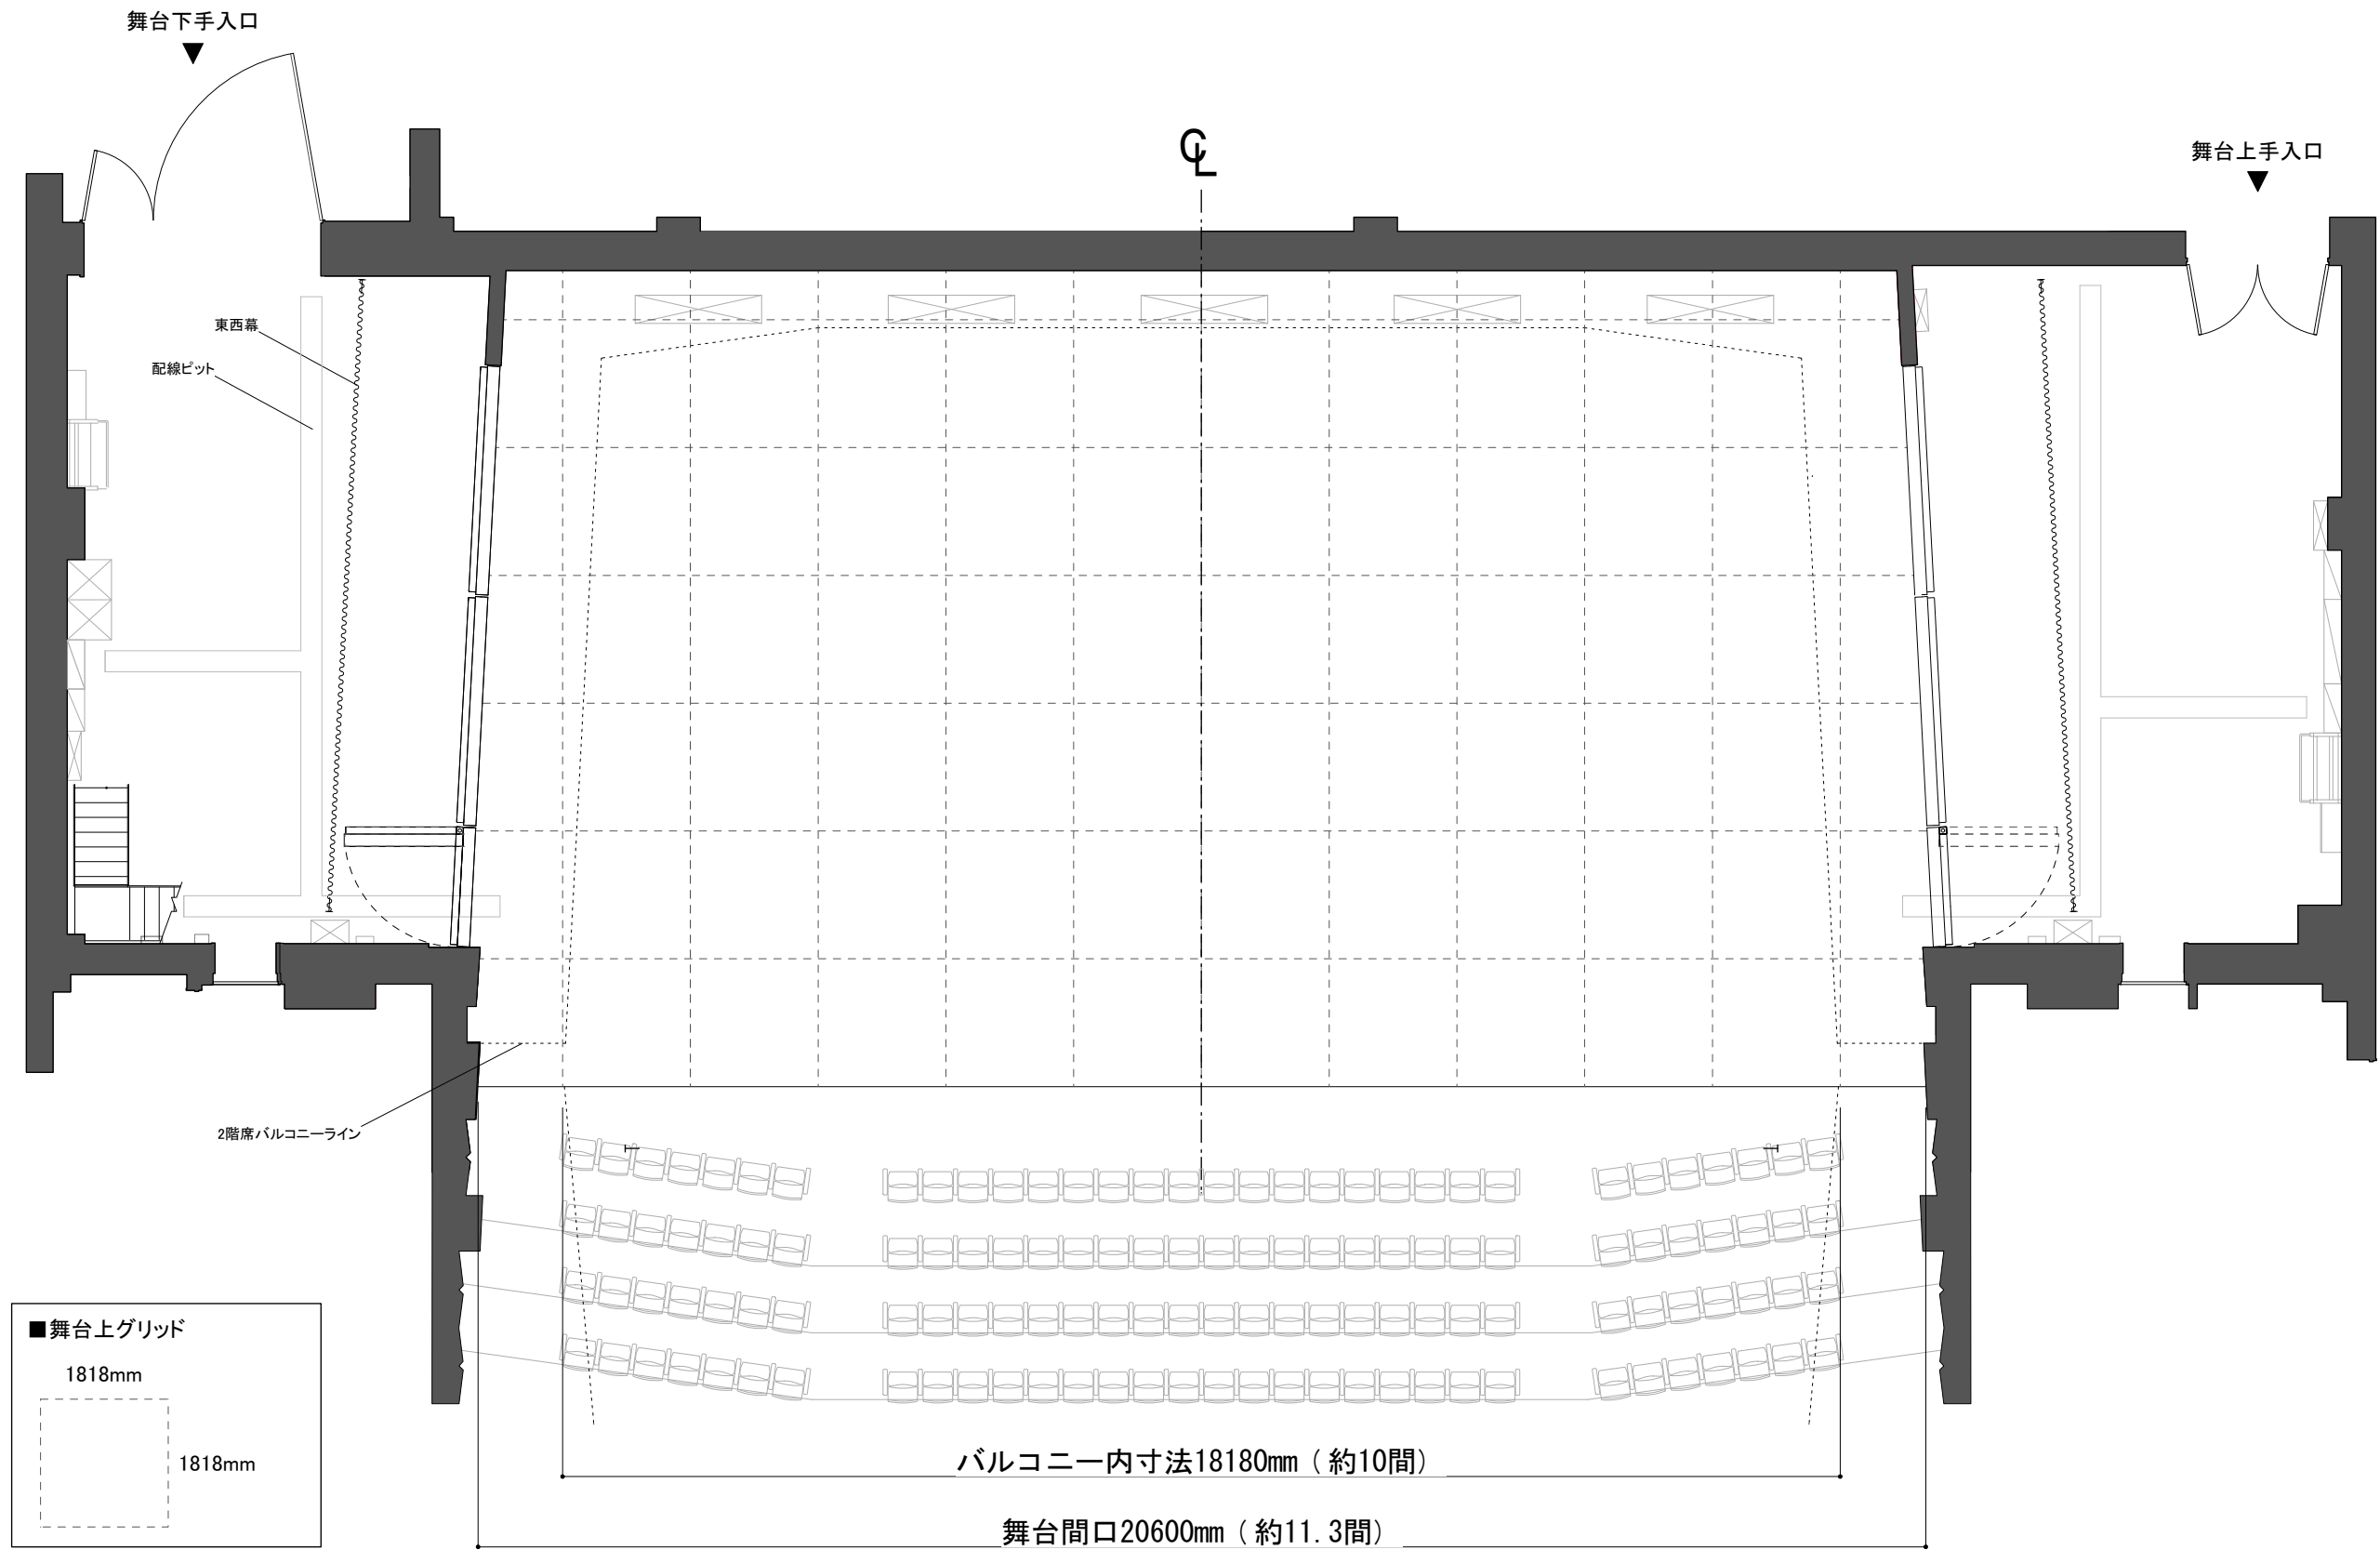 舞台下手入口
▼
℄
舞台上手入口
▼
東西幕
配線ピット
2階席バルコニーライン
■舞台上グリッド
1818mm
1818mm
バルコニー内寸法18180mm（約10間）
舞台間口20600mm（約11.3間）